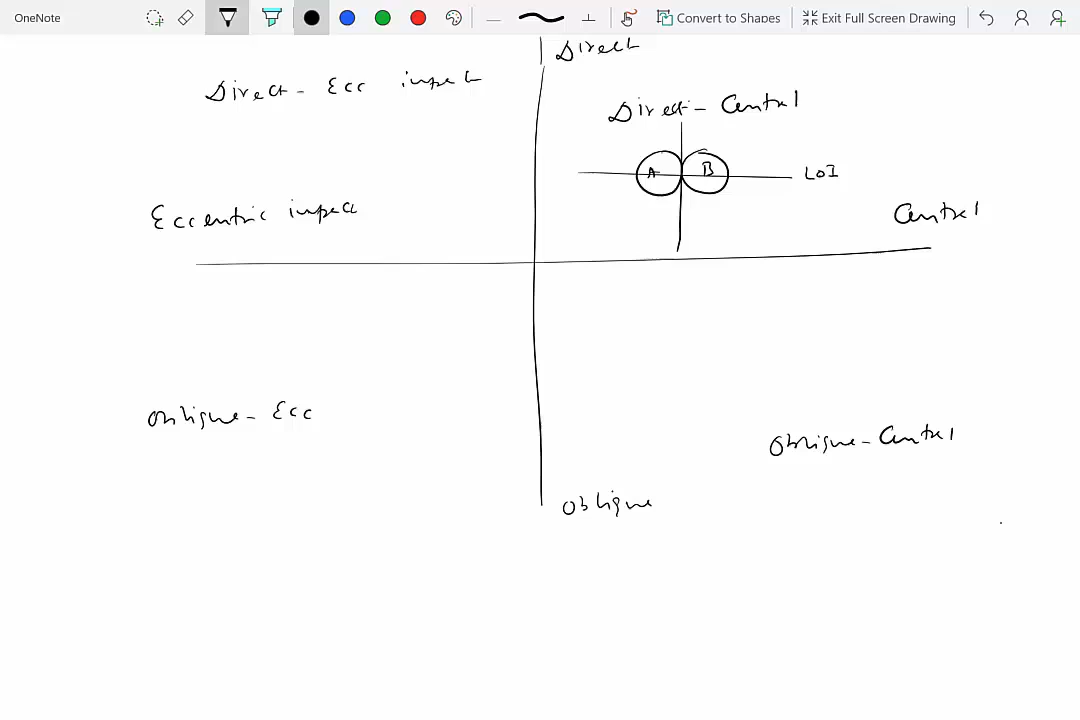 OneNote
Convert to Shapes
Exit Full Screen Drawing
Direct
Direct - Ecc impact
Direct - Central
A
B
LOI
Eccentric impact
Central
Oblique - Ecc
Oblique - Central
Oblique